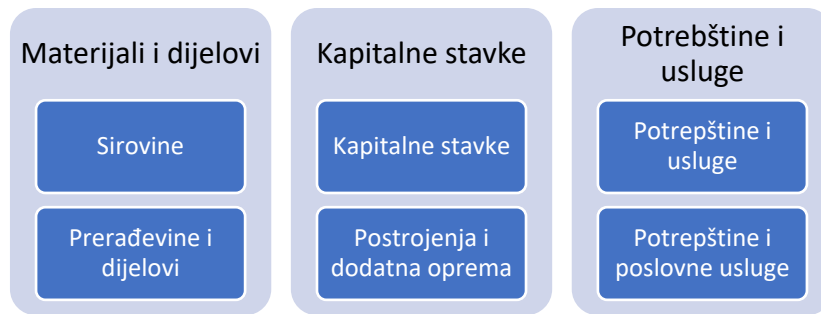 Materijali i dijelovi
Sirovine
Prerađevine i
dijelovi
Kapitalne stavke
Kapitalne stavke
Postrojenja i
dodatna oprema
Potrebštine i
usluge
Potrepštine i
usluge
Potrepštine i
poslovne usluge